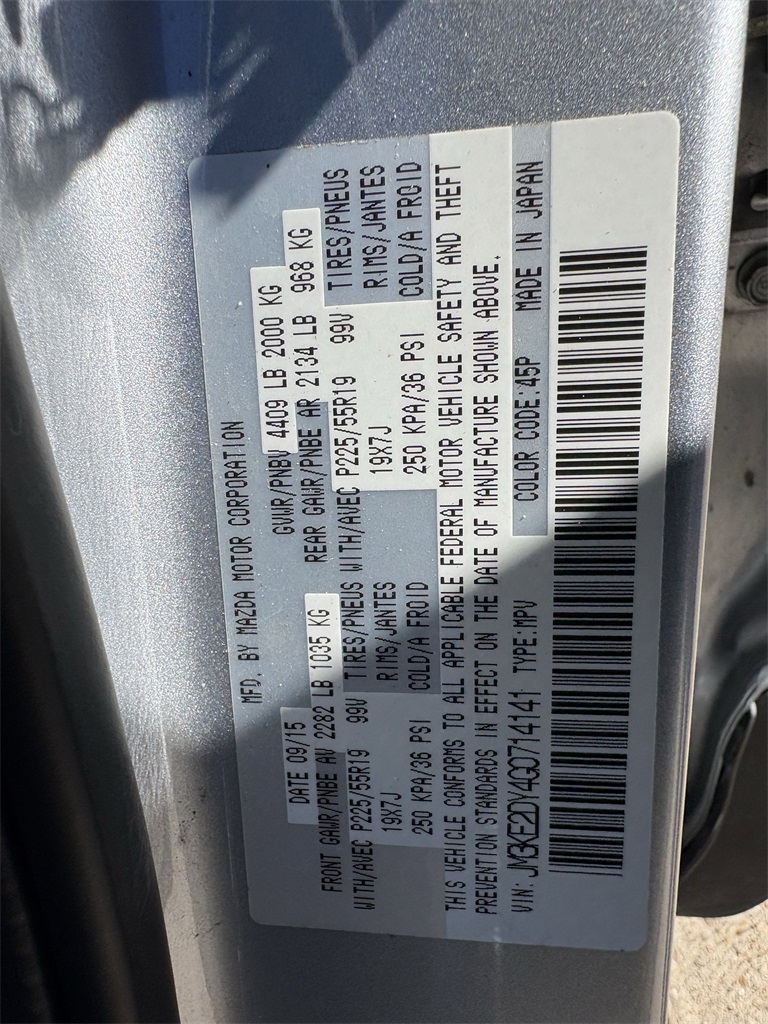 MFD. BY MAZDA MOTOR CORPORATION
DATE 09/15 GVWR/PNBV 4409 LB 2000 KG
FRONT GAWR/PNBE AV 2282 LB 1035 KG REAR GAWR/PNBE AR 2134 LB 968 KG
WITH/AVEC P225/55R19 99V TIRES/PNEUS WITH/AVEC P225/55R19 99V TIRES/PNEUS
19X7J RIMS/JANTES 19X7J RIMS/JANTES
250 KPA/36 PSI COLD/A FROID 250 KPA/36 PSI COLD/A FROID
THIS VEHICLE CONFORMS TO ALL APPLICABLE FEDERAL MOTOR VEHICLE SAFETY AND THEFT
PREVENTION STANDARDS IN EFFECT ON THE DATE OF MANUFACTURE SHOWN ABOVE.
VIN: JM3KE2DY4G0714141 TYPE:MPV COLOR CODE:45P MADE IN JAPAN